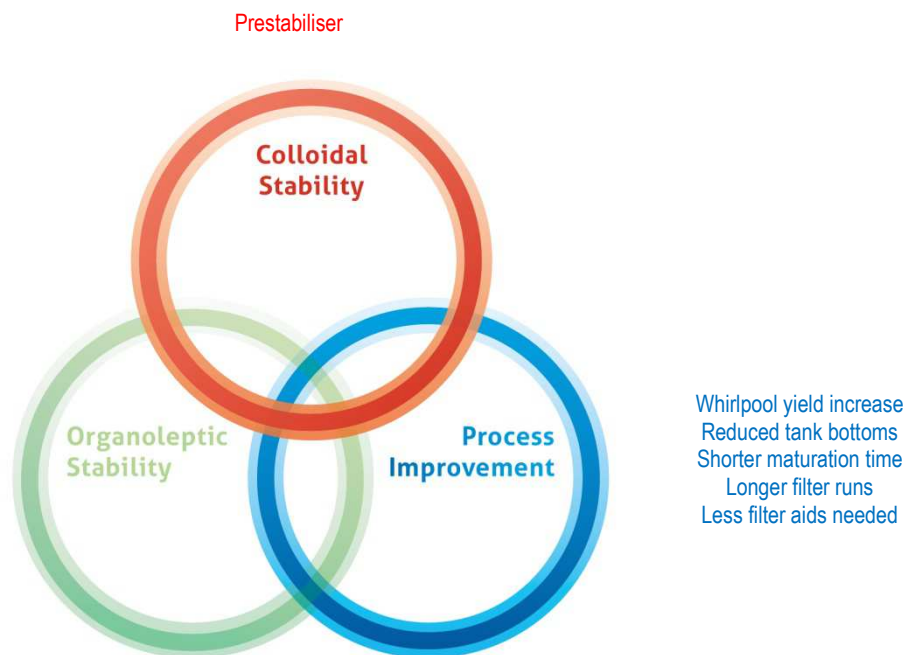 Prestabiliser
Colloidal
Stability
Organoleptic
Stability
Process
Improvement
Whirlpool yield increase
Reduced tank bottoms
Shorter maturation time
Longer filter runs
Less filter aids needed